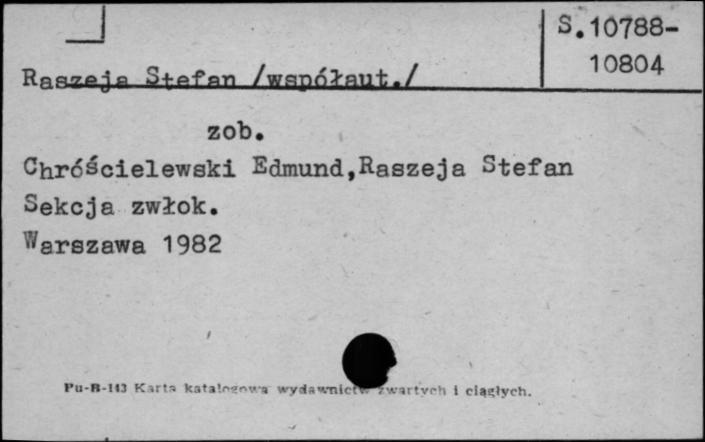 S.10788-
10804
Raszeja Stefan /współaut./
zob.
Chróścielewski Edmund,Raszeja Stefan
Sekcja zwłok.
Warszawa 1982
Pu-B-143 Karta katalogowa wydawnictw zwartych i ciągłych.